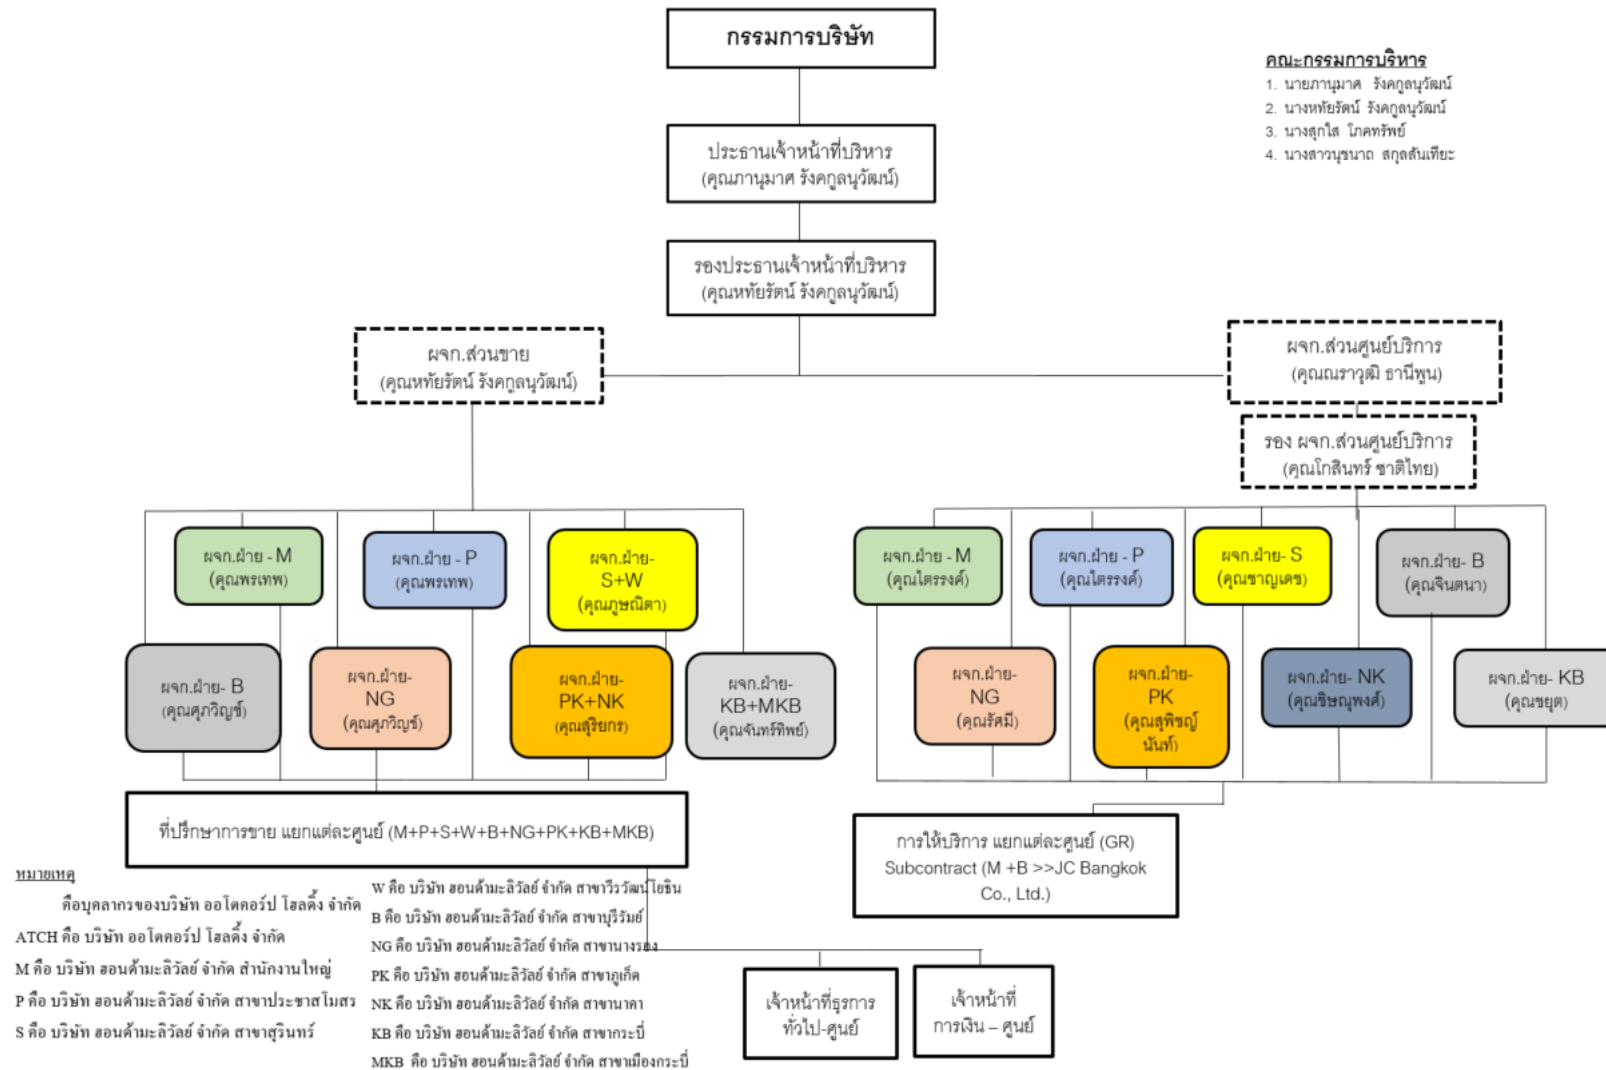 กรรมการบริษัท
คณะกรรมการบริหาร
1. นายภานุมาศ รังคกูลนุวัฒน์
2. นางหทัยรัตน์ รังคกูลนุวัฒน์
3. นางสุกใส โภคทรัพย์
4. นางสาวนุชนาถ สกุลสันเทียะ
ประธานเจ้าหน้าที่บริหาร
(คุณภานุมาศ รังคกูลนุวัฒน์)
รองประธานเจ้าหน้าที่บริหาร
(คุณหทัยรัตน์ รังคกูลนุวัฒน์)
ผจก.ส่วนขาย
(คุณหทัยรัตน์ รังคกูลนุวัฒน์)
ผจก.ส่วนศูนย์บริการ
(คุณณราวุฒิ ธานีพูน)
รอง ผจก.ส่วนศูนย์บริการ
(คุณโกสินทร์ ชาติไทย)
ผจก.ฝ่าย - M
(คุณพรเทพ)
ผจก.ฝ่าย - P
(คุณพรเทพ)
ผจก.ฝ่าย-
S+W
(คุณภูษณิตา)
ผจก.ฝ่าย - M
(คุณไตรรงค์)
ผจก.ฝ่าย - P
(คุณไตรรงค์)
ผจก.ฝ่าย- S
(คุณชาญเดช)
ผจก.ฝ่าย- B
(คุณจินตนา)
ผจก.ฝ่าย- B
(คุณศุภวิญช์)
ผจก.ฝ่าย-
NG
(คุณศุภวิญช์)
ผจก.ฝ่าย-
PK+NK
(คุณสุริยกร)
ผจก.ฝ่าย-
KB+MKB
(คุณจันทร์ทิพย์)
ผจก.ฝ่าย-
NG
(คุณรัศมี)
ผจก.ฝ่าย-
PK
(คุณสุพิชญ์
นันท์)
ผจก.ฝ่าย- NK
(คุณชิษณุพงศ์)
ผจก.ฝ่าย- KB
(คุณชยุต)
ที่ปรึกษาการขาย แยกแต่ละศูนย์ (M+P+S+W+B+NG+PK+KB+MKB)
การให้บริการ แยกแต่ละศูนย์ (GR)
Subcontract (M +B >>JC Bangkok
Co., Ltd.)
หมายเหตุ
คือบุคลากรของบริษัท ออโตคอร์ป โฮลดิ้ง จำกัด
ATCH คือ บริษัท ออโตคอร์ป โฮลดิ้ง จำกัด
M คือ บริษัท ฮอนด้ามะลิวัลย์ จำกัด สำนักงานใหญ่
P คือ บริษัท ฮอนด้ามะลิวัลย์ จำกัด สาขาประชาสโมสร
S คือ บริษัท ฮอนด้ามะลิวัลย์ จำกัด สาขาสุรินทร์
W คือ บริษัท ฮอนด้ามะลิวัลย์ จำกัด สาขาวีรวัฒน์โยธิน
B คือ บริษัท ฮอนด้ามะลิวัลย์ จำกัด สาขาบุรีรัมย์
NG คือ บริษัท ฮอนด้ามะลิวัลย์ จำกัด สาขานางรอง
PK คือ บริษัท ฮอนด้ามะลิวัลย์ จำกัด สาขาภูเก็ต
NK คือ บริษัท ฮอนด้ามะลิวัลย์ จำกัด สาขานาคา
KB คือ บริษัท ฮอนด้ามะลิวัลย์ จำกัด สาขากระบี่
MKB คือ บริษัท ฮอนด้ามะลิวัลย์ จำกัด สาขาเมืองกระบี่
เจ้าหน้าที่ธุรการ
ทั่วไป-ศูนย์
เจ้าหน้าที่
การเงิน – ศูนย์